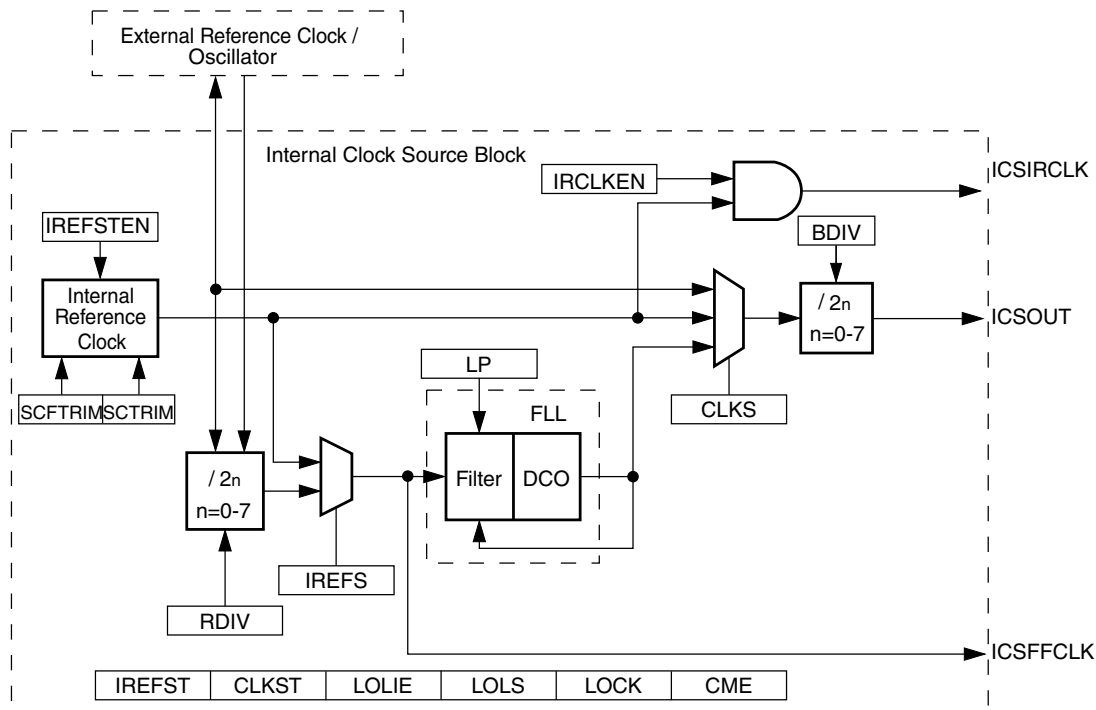 External Reference Clock /
Oscillator
Internal Clock Source Block
IRCLKEN
ICSIRCLK
IREFSTEN
BDIV
Internal
Reference
Clock
/ 2n
n=0-7
ICSOUT
LP
SCFTRIM
SCTRIM
CLKS
FLL
/ 2n
n=0-7
Filter
DCO
IREFS
RDIV
ICSFFCLK
IREFST
CLKST
LOLIE
LOLS
LOCK
CME